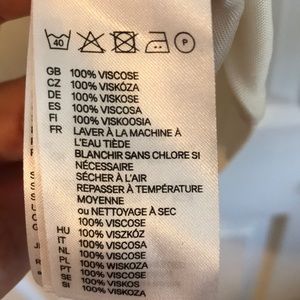 40
P
GB 100% VISCOSE
CZ 100% VISKÓZA
DE 100% VISKOSE
ES 100% VISCOSA
FI 100% VISKOOSIA
FR 100% VISCOSE
LAVER À LA MACHINE À
L'EAU TIÈDE
BLANCHIR SANS CHLORE SI
NÉCESSAIRE
SÉCHER À L'AIR
REPASSER À TEMPÉRATURE
MOYENNE
ou NETTOYAGE À SEC
100% VISCOSE
HU 100% VISZKÓZ
IT 100% VISCOSA
NL 100% VISCOSE
PL 100% WISKOZA
PT 100% VISCOSE
SE 100% VISKOS
SI 100% VISKOZA